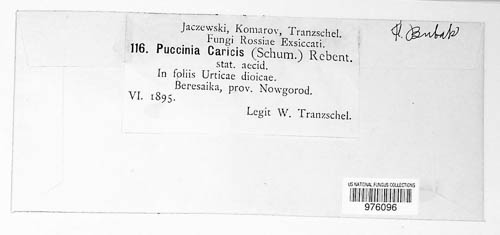 Jaczewski, Komarov, Tranzschel.
Fungi Rossiae Exsiccati.
116. Puccinia Caricis (Schum.) Rebent.
stat. aecid.
In foliis Urticae dioicae.
Beresaika, prov. Nowgorod.
VI. 1895.
Legit W. Tranzschel.
Bubák
US NATIONAL FUNGUS COLLECTIONS
976096